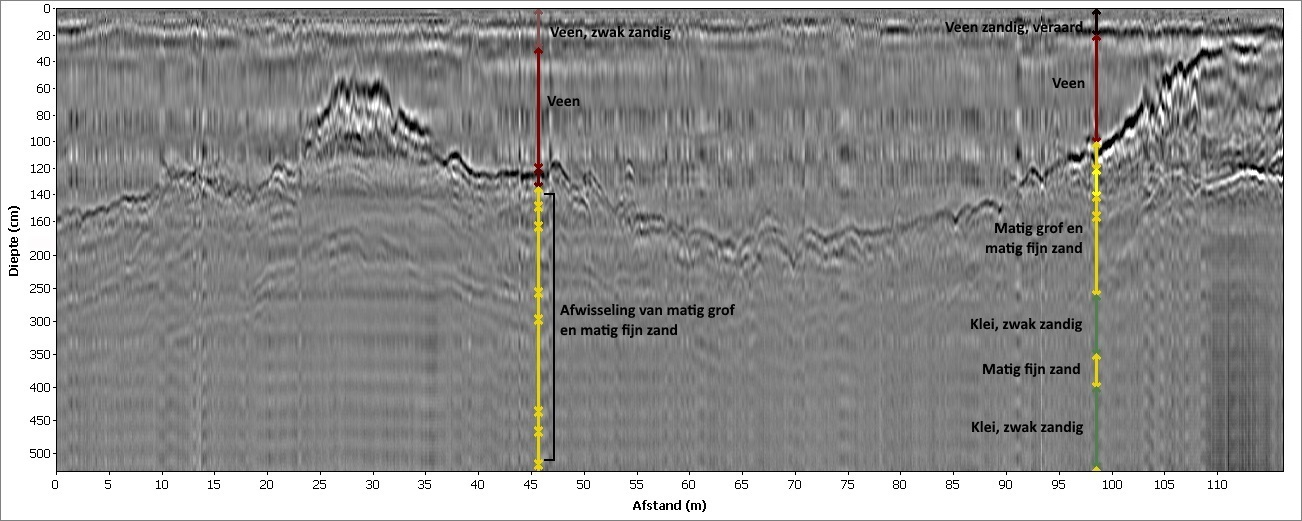 0
20
40
60
80
100
120
140
160
200
250
300
350
400
450
500
Diepte (cm)
Veen, zwak zandig
Veen
Afwisseling van matig grof
en matig fijn zand
Veen zandig, veraard
Veen
Matig grof en
matig fijn zand
Klei, zwak zandig
Matig fijn zand
Klei, zwak zandig
0 5 10 15 20 25 30 35 40 45 50 55 60 65 70 75 80 85 90 95 100 105 110
Afstand (m)